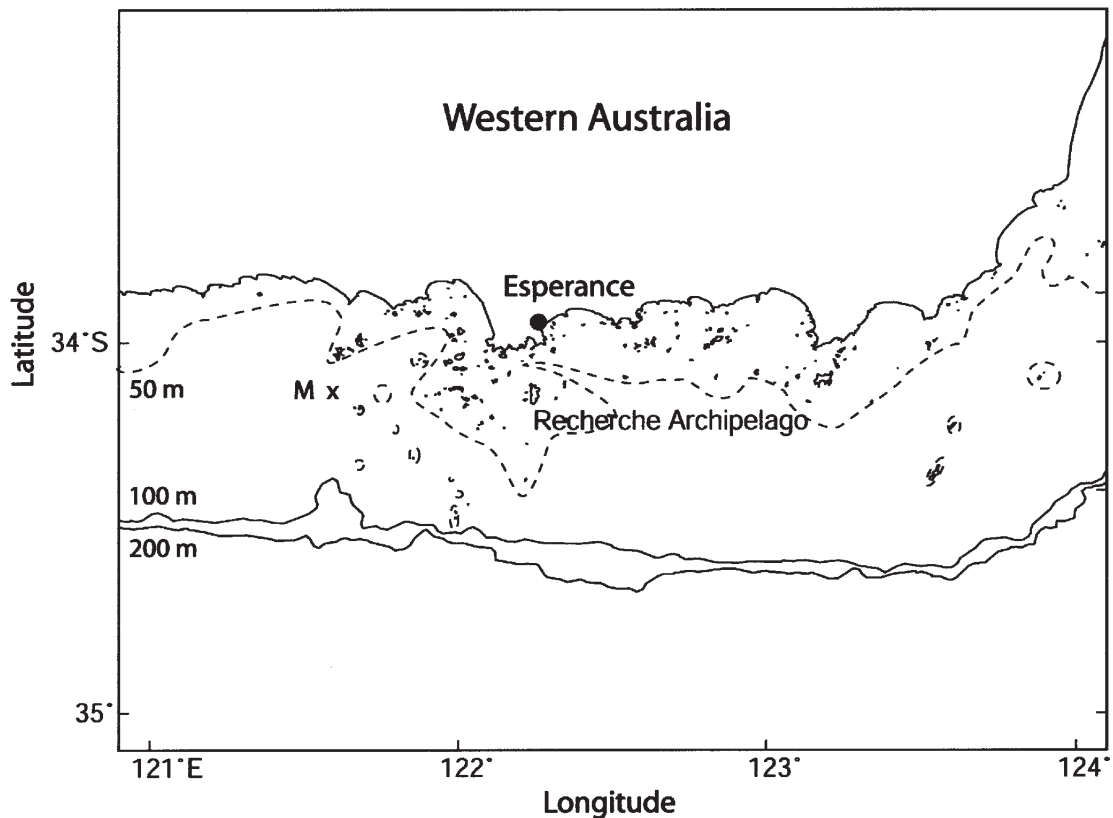 Western Australia
Esperance
Latitude
34°S
50 m
M x
Recherche Archipelago
100 m
200 m
35°
121°E
122°
123°
124°
Longitude